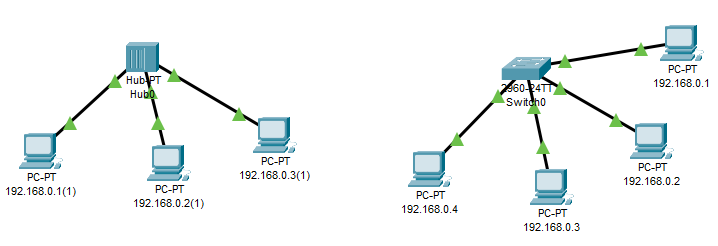 Hub-PT
Hub0
PC-PT
192.168.0.1(1)
PC-PT
192.168.0.2(1)
PC-PT
192.168.0.3(1)
2960-24TT
Switch0
PC-PT
192.168.0.1
PC-PT
192.168.0.2
PC-PT
192.168.0.3
PC-PT
192.168.0.4